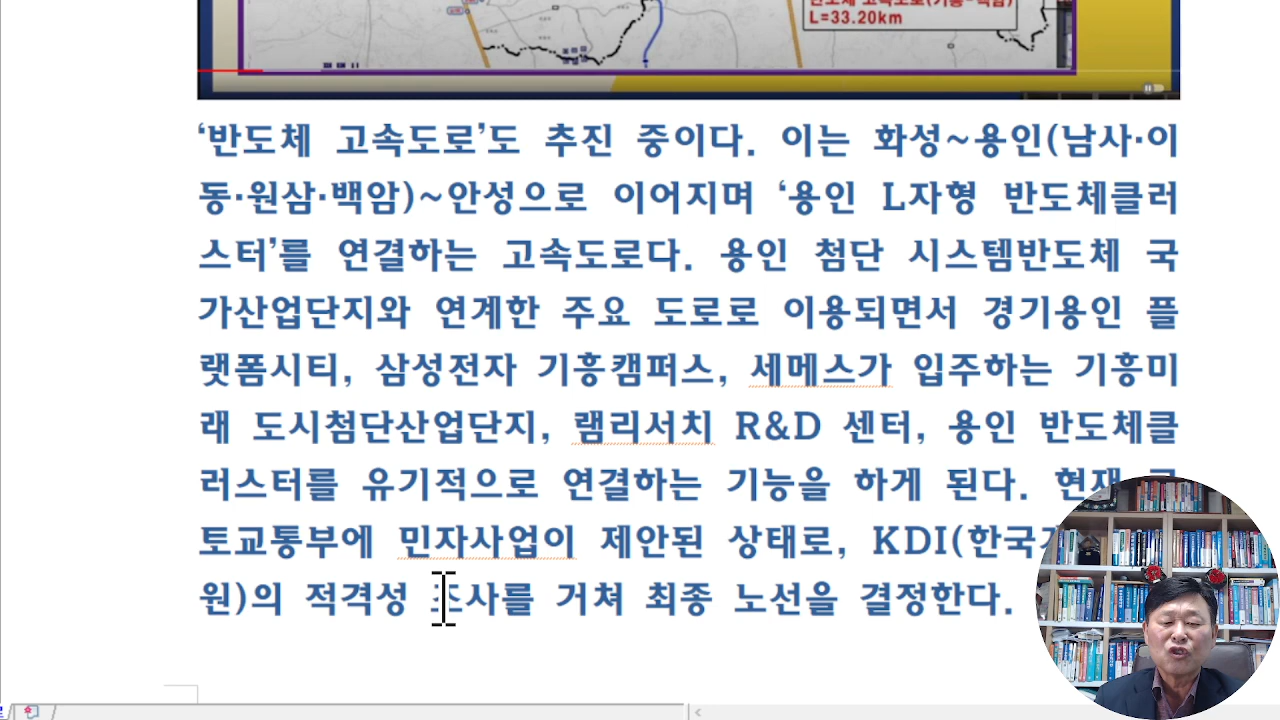 L=33.20km
‘반도체 고속도로’도 추진 중이다. 이는 화성~용인(남사·이
동·원삼·백암)~안성으로 이어지며 ‘용인 L자형 반도체클러
스터’를 연결하는 고속도로다. 용인 첨단 시스템반도체 국
가산업단지와 연계한 주요 도로로 이용되면서 경기용인 플
랫폼시티, 삼성전자 기흥캠퍼스, 세메스가 입주하는 기흥미
래 도시첨단산업단지, 램리서치 R&D 센터, 용인 반도체클
러스터를 유기적으로 연결하는 기능을 하게 된다. 현재
토교통부에 민자사업이 제안된 상태로, KDI(한국
원)의 적격성 조사를 거쳐 최종 노선을 결정한다.